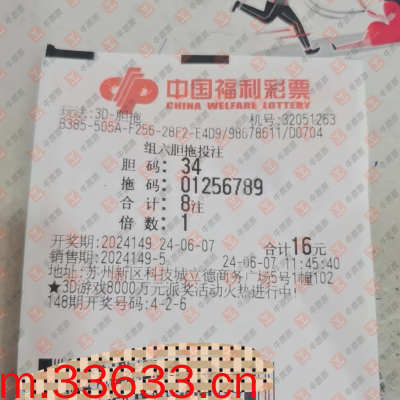 中国福利彩票
CHINA WELFARE LOTTERY
玩法:3D-胆拖 机号:32051263
B385-505A-F256-28F2-E4D9/98678611/D0704
组六胆拖投注
胆 码: 34
拖 码: 01256789
合 计: 8注
倍 数: 1
开奖期:2024149 24-06-07 合计16元
销售期:2024149-5 24-06-07 11:45:40
地址:苏州新区科技城立德商务广场5号1幢102
★3D游戏8000万元派奖活动火热进行中!
148期开奖号码:4-2-6
m.33633.cn